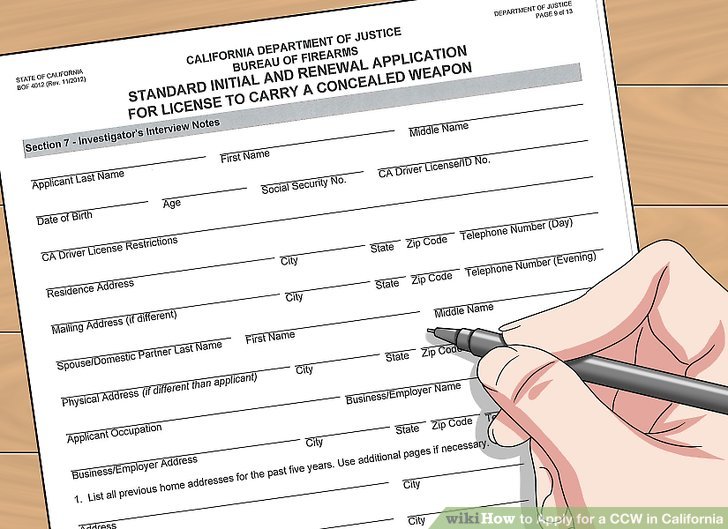 DEPARTMENT OF JUSTICE
PAGE 9 of 13
STATE OF CALIFORNIA
BOF 4012 (Rev. 11/2012)
CALIFORNIA DEPARTMENT OF JUSTICE
BUREAU OF FIREARMS
STANDARD INITIAL AND RENEWAL APPLICATION
FOR LICENSE TO CARRY A CONCEALED WEAPON
Section 7 - Investigator's Interview Notes
Applicant Last Name First Name Middle Name
Date of Birth Age Social Security No. CA Driver License/ID No.
CA Driver License Restrictions
Residence Address City State Zip Code Telephone Number (Day)
Mailing Address (if different) City State Zip Code Telephone Number (Evening)
Spouse/Domestic Partner Last Name First Name Middle Name
Physical Address (if different than applicant) City State Zip Code
Applicant Occupation Business/Employer Name
Business/Employer Address City State Zip Code
1. List all previous home addresses for the past five years. Use additional pages if necessary.
Address City
wikiHow to Apply for a CCW in California